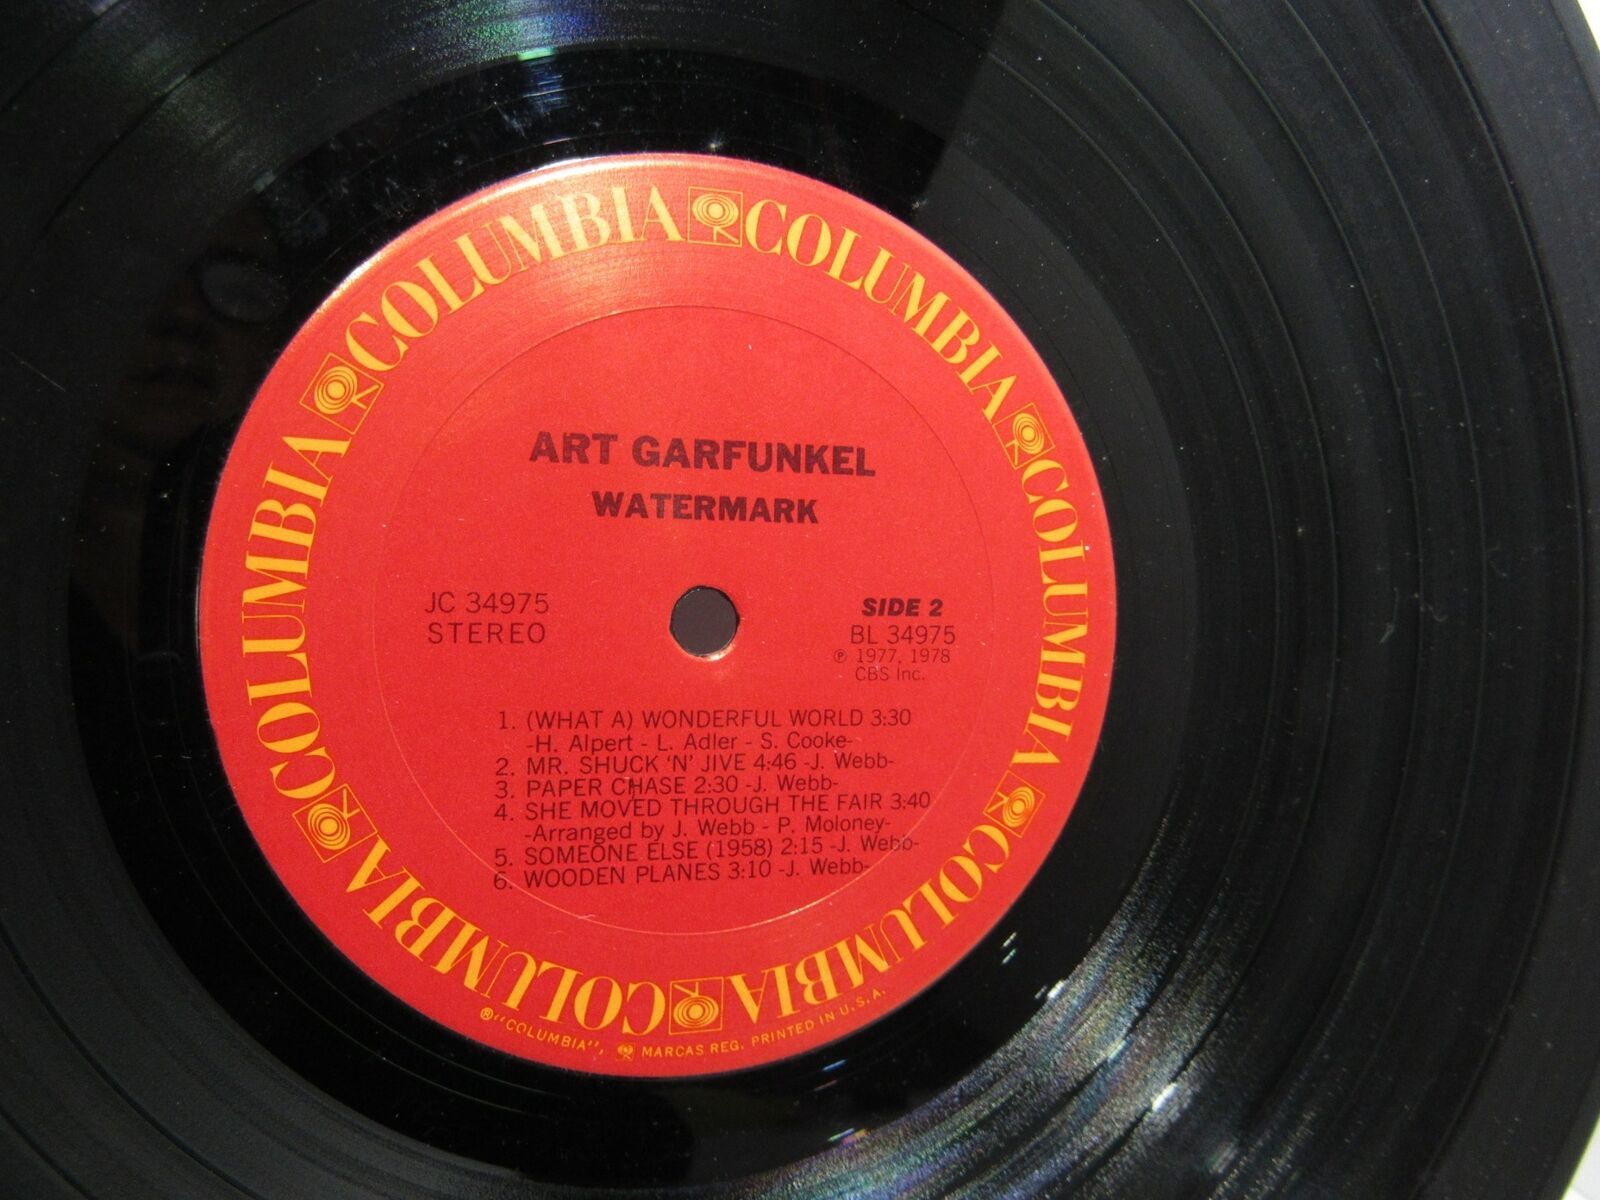 COLUMBIA COLUMBIA COLUMBIA COLUMBIA COLUMBIA COLUMBIA
ART GARFUNKEL
WATERMARK
JC 34975
STEREO
SIDE 2
BL 34975
℗ 1977, 1978
CBS Inc.
1. (WHAT A) WONDERFUL WORLD 3:30
-H. Alpert - L. Adler - S. Cooke-
2. MR. SHUCK 'N' JIVE 4:46 -J. Webb-
3. PAPER CHASE 2:30 -J. Webb-
4. SHE MOVED THROUGH THE FAIR 3:40
-Arranged by J. Webb - P. Moloney-
5. SOMEONE ELSE (1958) 2:15 -J. Webb-
6. WOODEN PLANES 3:10 -J. Webb-
®"COLUMBIA", MARCAS REG. PRINTED IN U.S.A.